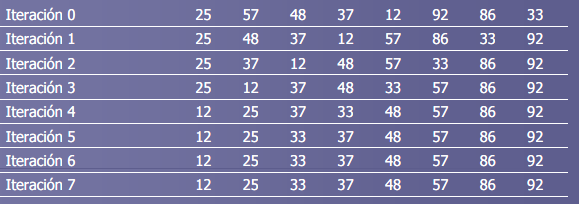 Iteración 0 25 57 48 37 12 92 86 33
Iteración 1 25 48 37 12 57 86 33 92
Iteración 2 25 37 12 48 57 33 86 92
Iteración 3 25 12 37 48 33 57 86 92
Iteración 4 12 25 37 33 48 57 86 92
Iteración 5 12 25 33 37 48 57 86 92
Iteración 6 12 25 33 37 48 57 86 92
Iteración 7 12 25 33 37 48 57 86 92